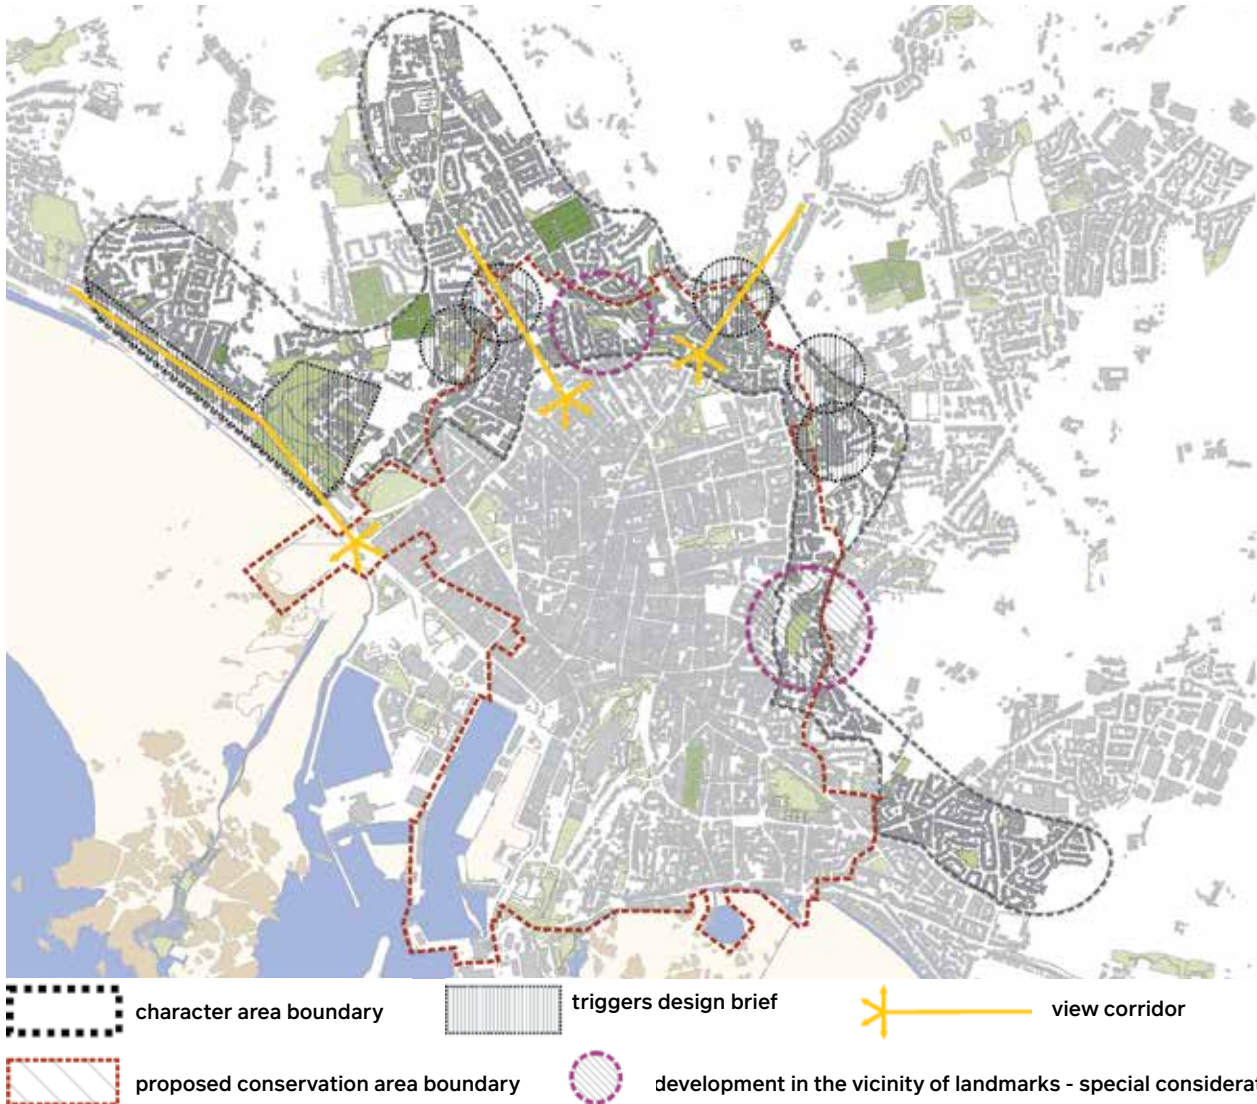 character area boundary
triggers design brief
view corridor
proposed conservation area boundary
development in the vicinity of landmarks - special considerat